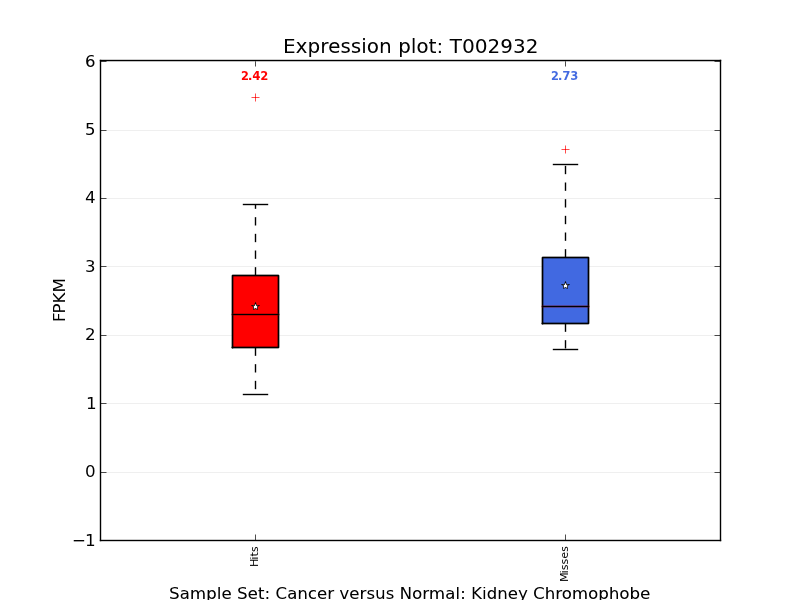 Expression plot: T002932
2.42
2.73
6
5
4
3
2
1
0
−1
FPKM
Hits
Misses
Sample Set: Cancer versus Normal: Kidney Chromophobe